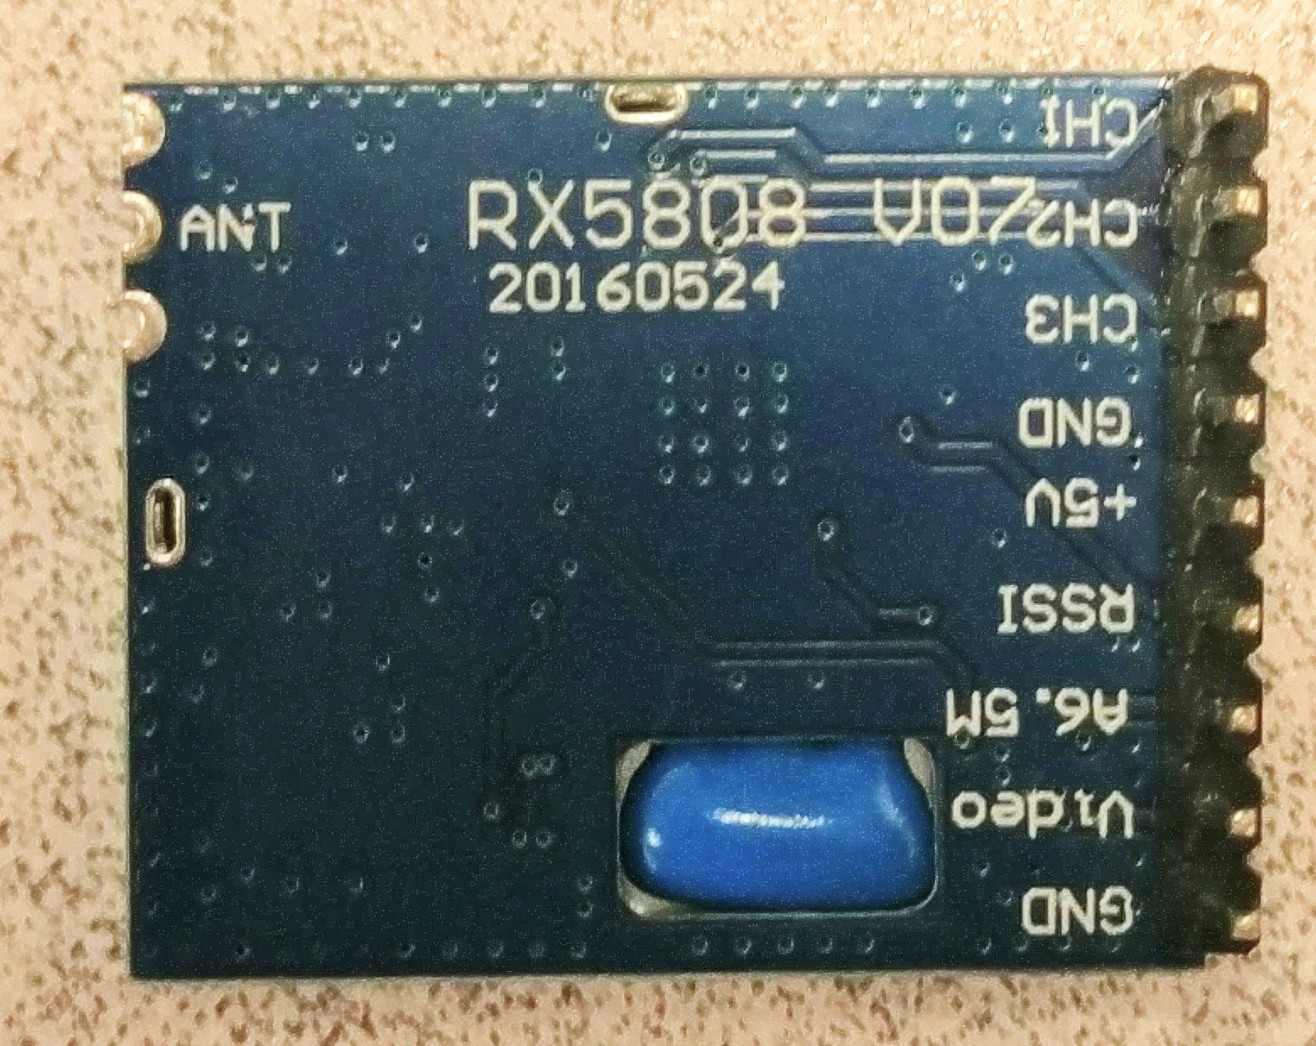 CH1
ANT
RX5808 V07
20160524
CH2
CH3
GND
+5V
RSSI
A6.5M
Video
GND